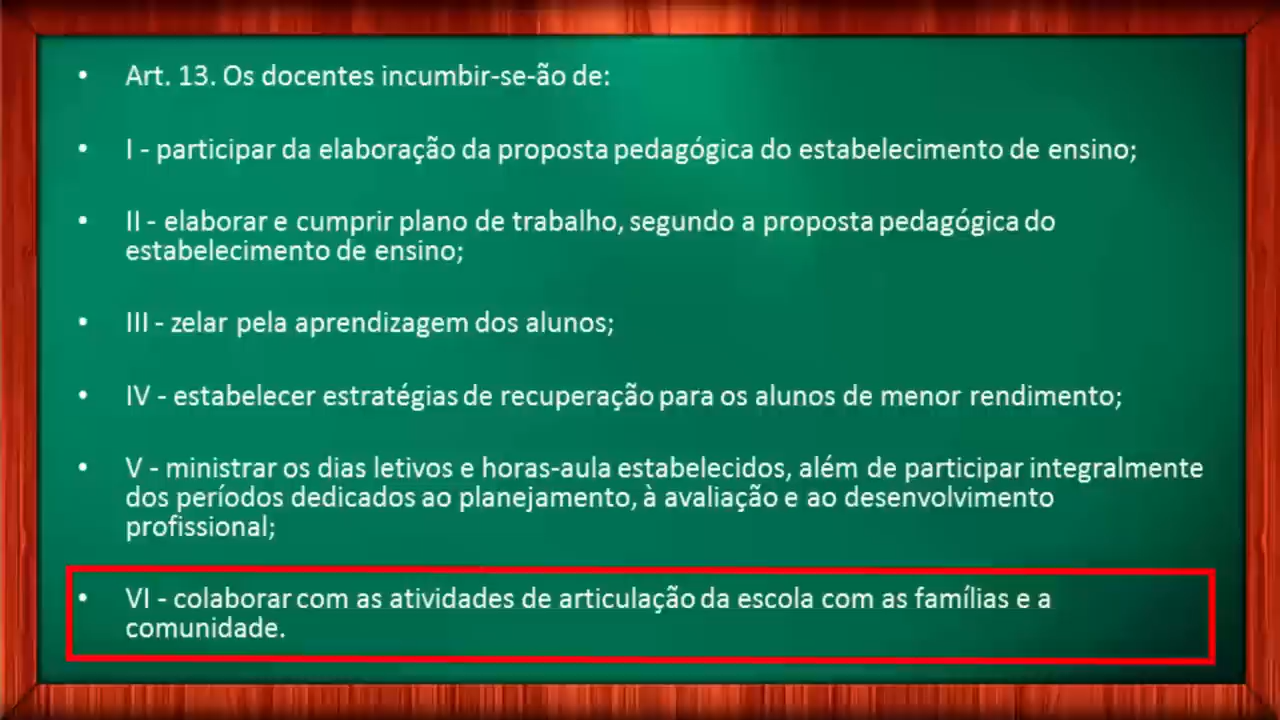 • Art. 13. Os docentes incumbir-se-ão de:
• I - participar da elaboração da proposta pedagógica do estabelecimento de ensino;
• II - elaborar e cumprir plano de trabalho, segundo a proposta pedagógica do
estabelecimento de ensino;
• III - zelar pela aprendizagem dos alunos;
• IV - estabelecer estratégias de recuperação para os alunos de menor rendimento;
• V - ministrar os dias letivos e horas-aula estabelecidos, além de participar integralmente
dos períodos dedicados ao planejamento, à avaliação e ao desenvolvimento
profissional;
• VI - colaborar com as atividades de articulação da escola com as famílias e a
comunidade.